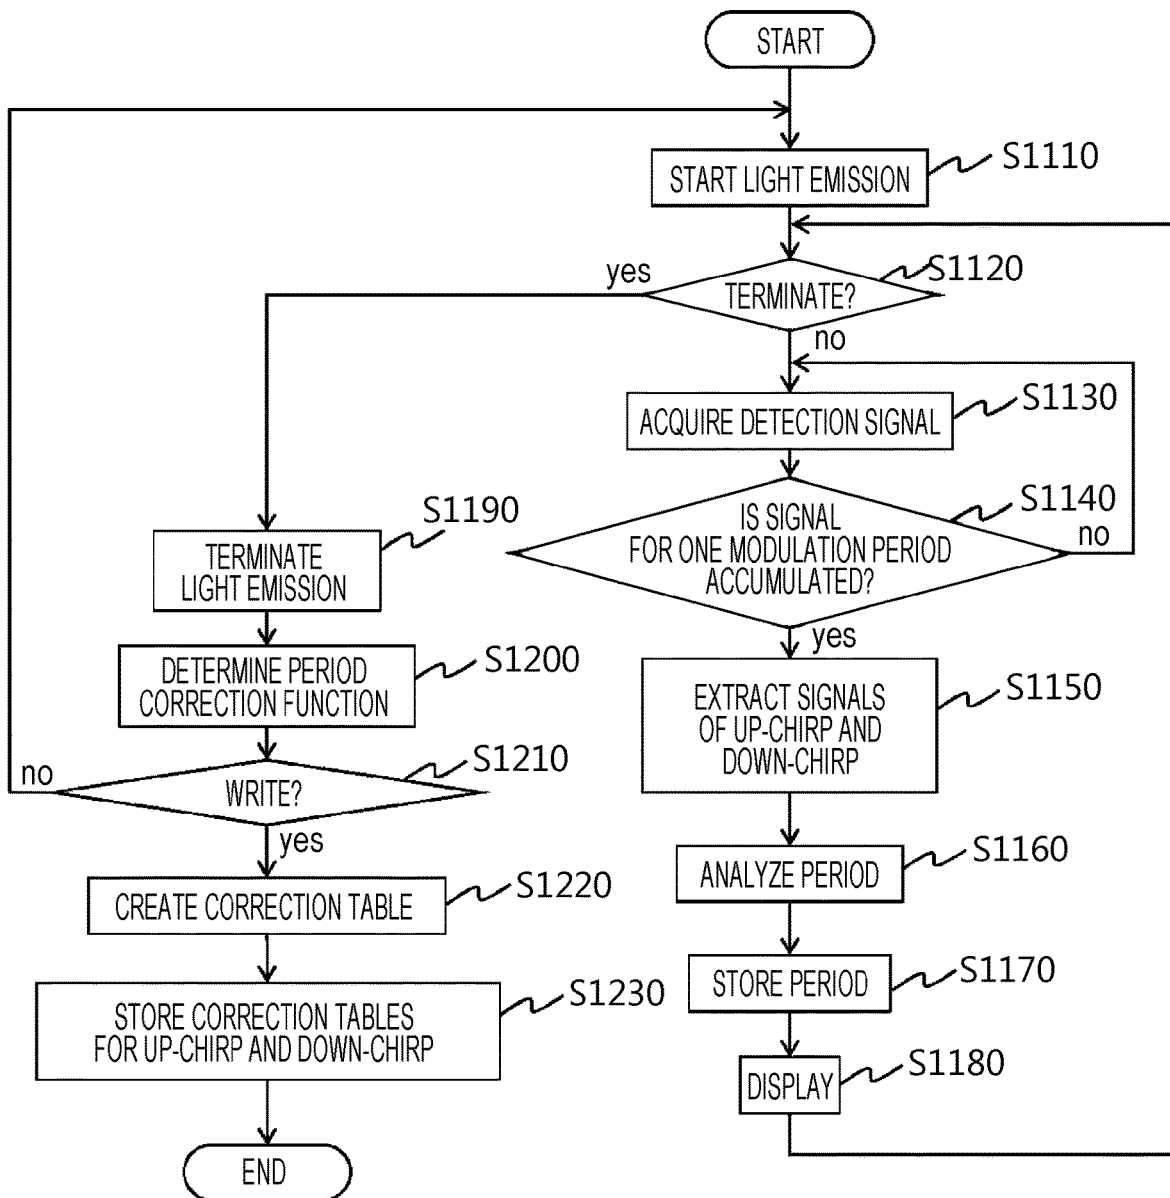 START
START LIGHT EMISSION
S1110
yes
TERMINATE?
S1120
no
ACQUIRE DETECTION SIGNAL
S1130
IS SIGNAL
FOR ONE MODULATION PERIOD
ACCUMULATED?
S1140
no
yes
EXTRACT SIGNALS
OF UP-CHIRP AND
DOWN-CHIRP
S1150
ANALYZE PERIOD
S1160
STORE PERIOD
S1170
DISPLAY
S1180
TERMINATE
LIGHT EMISSION
S1190
DETERMINE PERIOD
CORRECTION FUNCTION
S1200
no
WRITE?
S1210
yes
CREATE CORRECTION TABLE
S1220
STORE CORRECTION TABLES
FOR UP-CHIRP AND DOWN-CHIRP
S1230
END